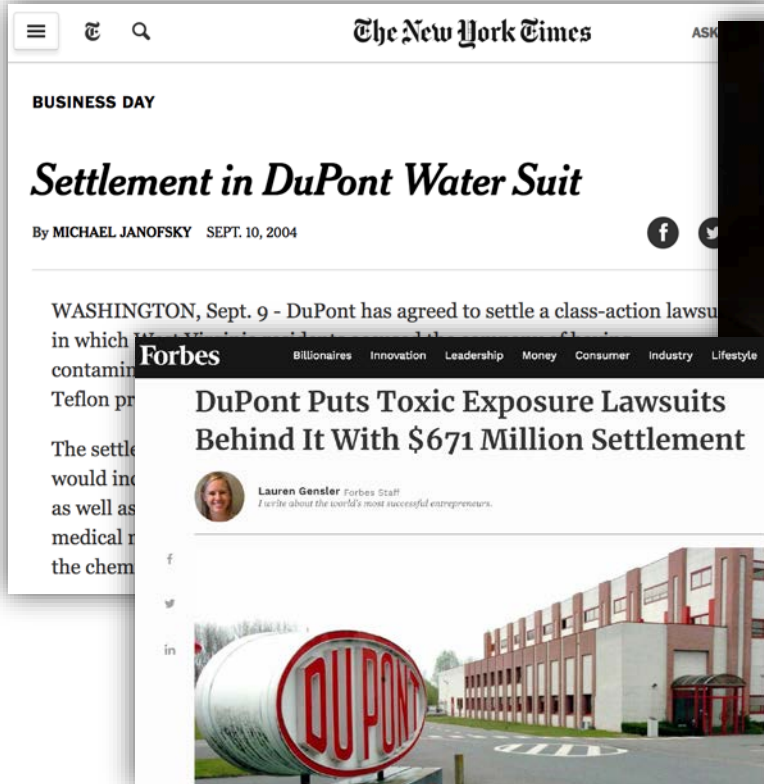 The New York Times
ASK
BUSINESS DAY
Settlement in DuPont Water Suit
By MICHAEL JANOFSKY SEPT. 10, 2004
WASHINGTON, Sept. 9 - DuPont has agreed to settle a class-action lawsu
in which
contamin
Teflon pr
The settle
would inc
as well as
medical
the chem
Forbes
Billionaires Innovation Leadership Money Consumer Industry Lifestyle
DuPont Puts Toxic Exposure Lawsuits
Behind It With $671 Million Settlement
Lauren Gensler Forbes Staff
I write about the world's most successful entrepreneurs.
DUPONT